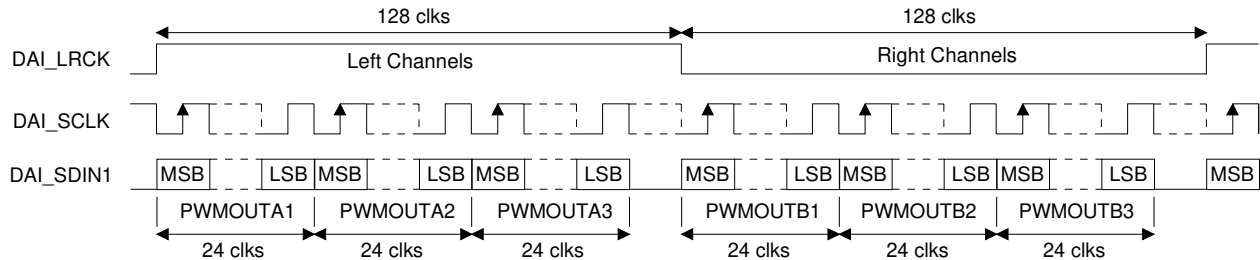 128 clks 128 clks
DAI_LRCK Left Channels Right Channels
DAI_SCLK
DAI_SDIN1 MSB LSB MSB LSB MSB LSB MSB LSB MSB LSB MSB LSB MSB
PWMOUTA1 PWMOUTA2 PWMOUTA3 PWMOUTB1 PWMOUTB2 PWMOUTB3
24 clks 24 clks 24 clks 24 clks 24 clks 24 clks